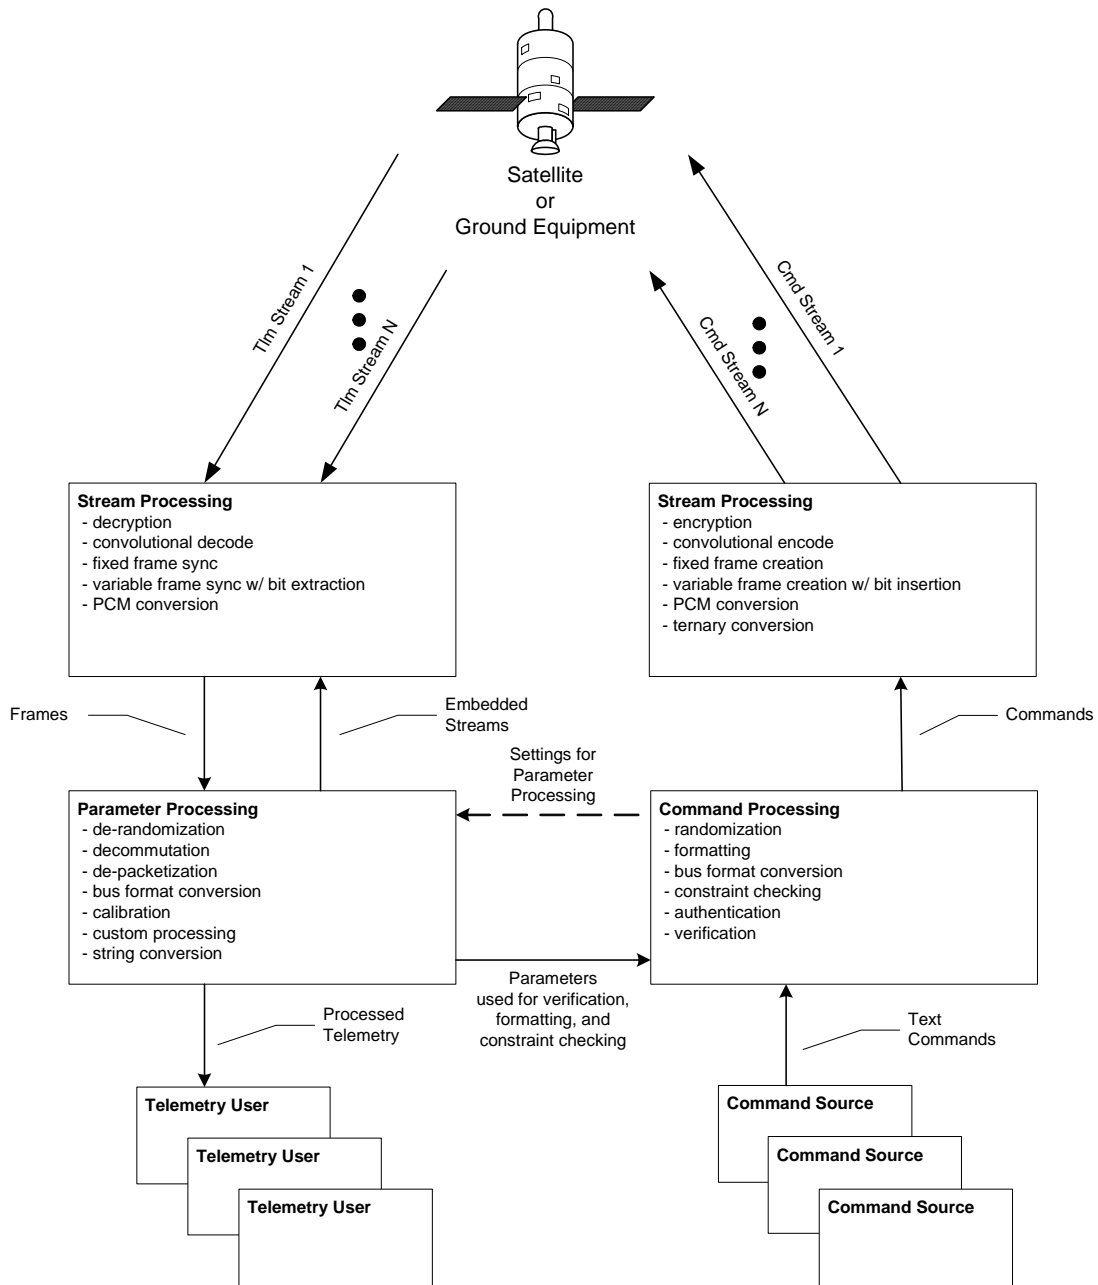 Satellite
or
Ground Equipment
Tlm Stream 1
Tlm Stream N
Cmd Stream N
Cmd Stream 1
Stream Processing
- decryption
- convolutional decode
- fixed frame sync
- variable frame sync w/ bit extraction
- PCM conversion
Stream Processing
- encryption
- convolutional encode
- fixed frame creation
- variable frame creation w/ bit insertion
- PCM conversion
- ternary conversion
Frames
Embedded
Streams
Commands
Settings for
Parameter
Processing
Parameter Processing
- de-randomization
- decommutation
- de-packetization
- bus format conversion
- calibration
- custom processing
- string conversion
Command Processing
- randomization
- formatting
- bus format conversion
- constraint checking
- authentication
- verification
Parameters
used for verification,
formatting, and
constraint checking
Processed
Telemetry
Text
Commands
Telemetry User
Telemetry User
Telemetry User
Command Source
Command Source
Command Source